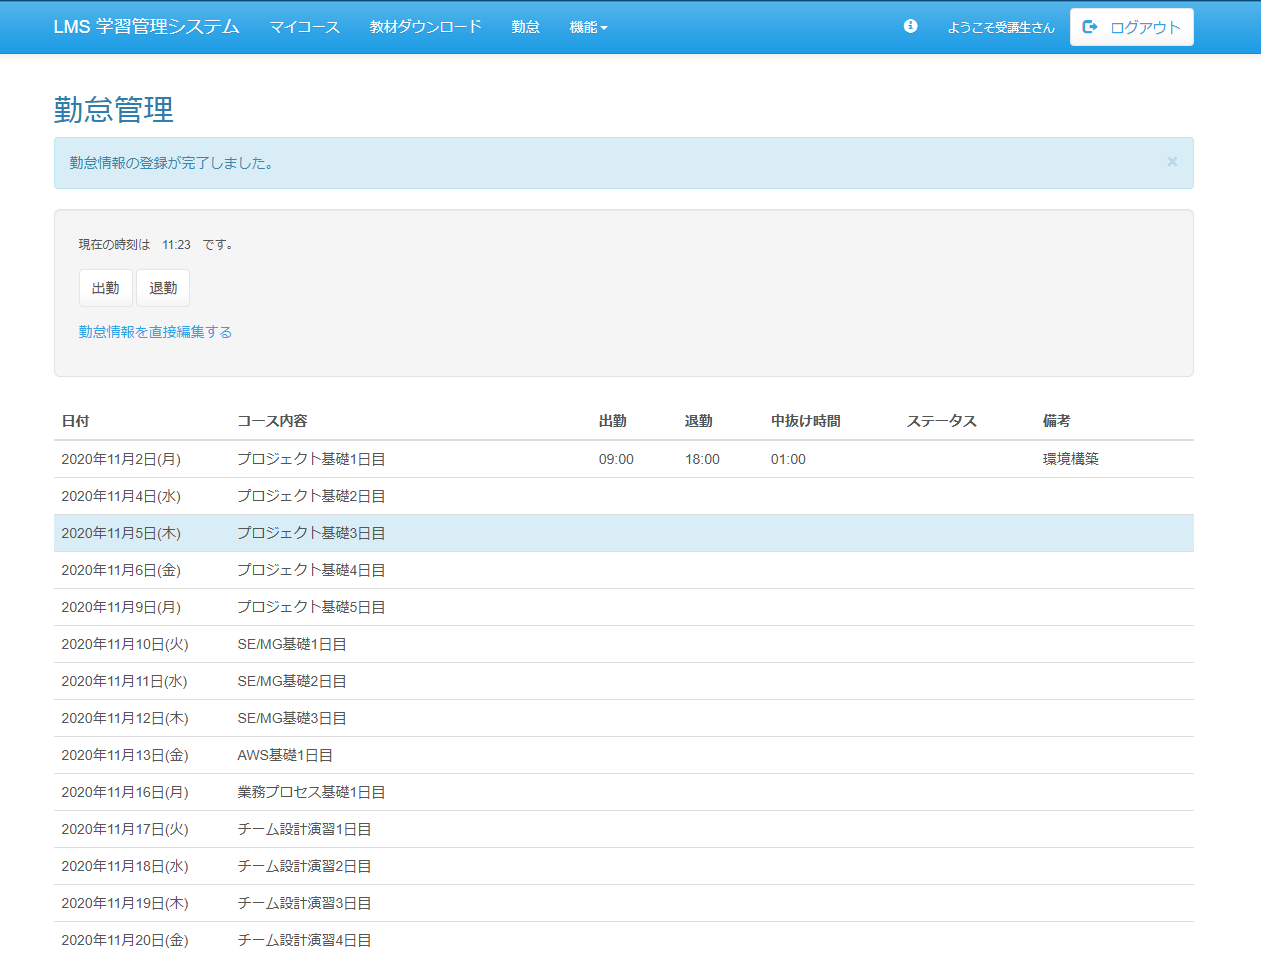 LMS 学習管理システム マイコース 教材ダウンロード 勤怠 機能 ようこそ受講生さん ログアウト
勤怠管理
勤怠情報の登録が完了しました。 ×
現在の時刻は 11:23 です。
出勤 退勤
勤怠情報を直接編集する
日付 コース内容 出勤 退勤 中抜け時間 ステータス 備考
2020年11月2日(月) プロジェクト基礎1日目 09:00 18:00 01:00 環境構築
2020年11月4日(水) プロジェクト基礎2日目
2020年11月5日(木) プロジェクト基礎3日目
2020年11月6日(金) プロジェクト基礎4日目
2020年11月9日(月) プロジェクト基礎5日目
2020年11月10日(火) SE/MG基礎1日目
2020年11月11日(水) SE/MG基礎2日目
2020年11月12日(木) SE/MG基礎3日目
2020年11月13日(金) AWS基礎1日目
2020年11月16日(月) 業務プロセス基礎1日目
2020年11月17日(火) チーム設計演習1日目
2020年11月18日(水) チーム設計演習2日目
2020年11月19日(木) チーム設計演習3日目
2020年11月20日(金) チーム設計演習4日目